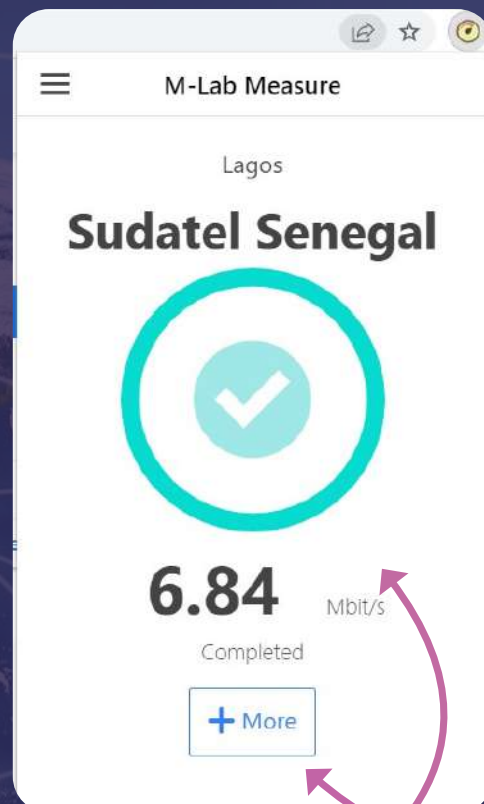 M-Lab Measure
Lagos
Sudatel Senegal
6.84 Mbit/s
Completed
+ More